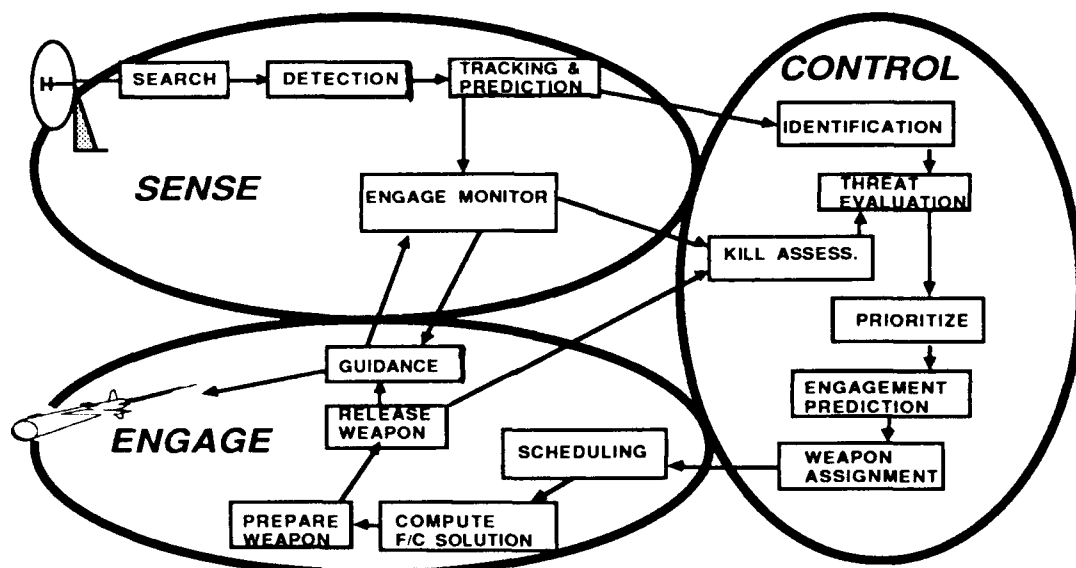 SEARCH
DETECTION
TRACKING &
PREDICTION
CONTROL
IDENTIFICATION
SENSE
ENGAGE MONITOR
THREAT
EVALUATION
KILL ASSESS.
PRIORITIZE
GUIDANCE
ENGAGEMENT
PREDICTION
RELEASE
WEAPON
ENGAGE
SCHEDULING
WEAPON
ASSIGNMENT
PREPARE
WEAPON
COMPUTE
F/C SOLUTION